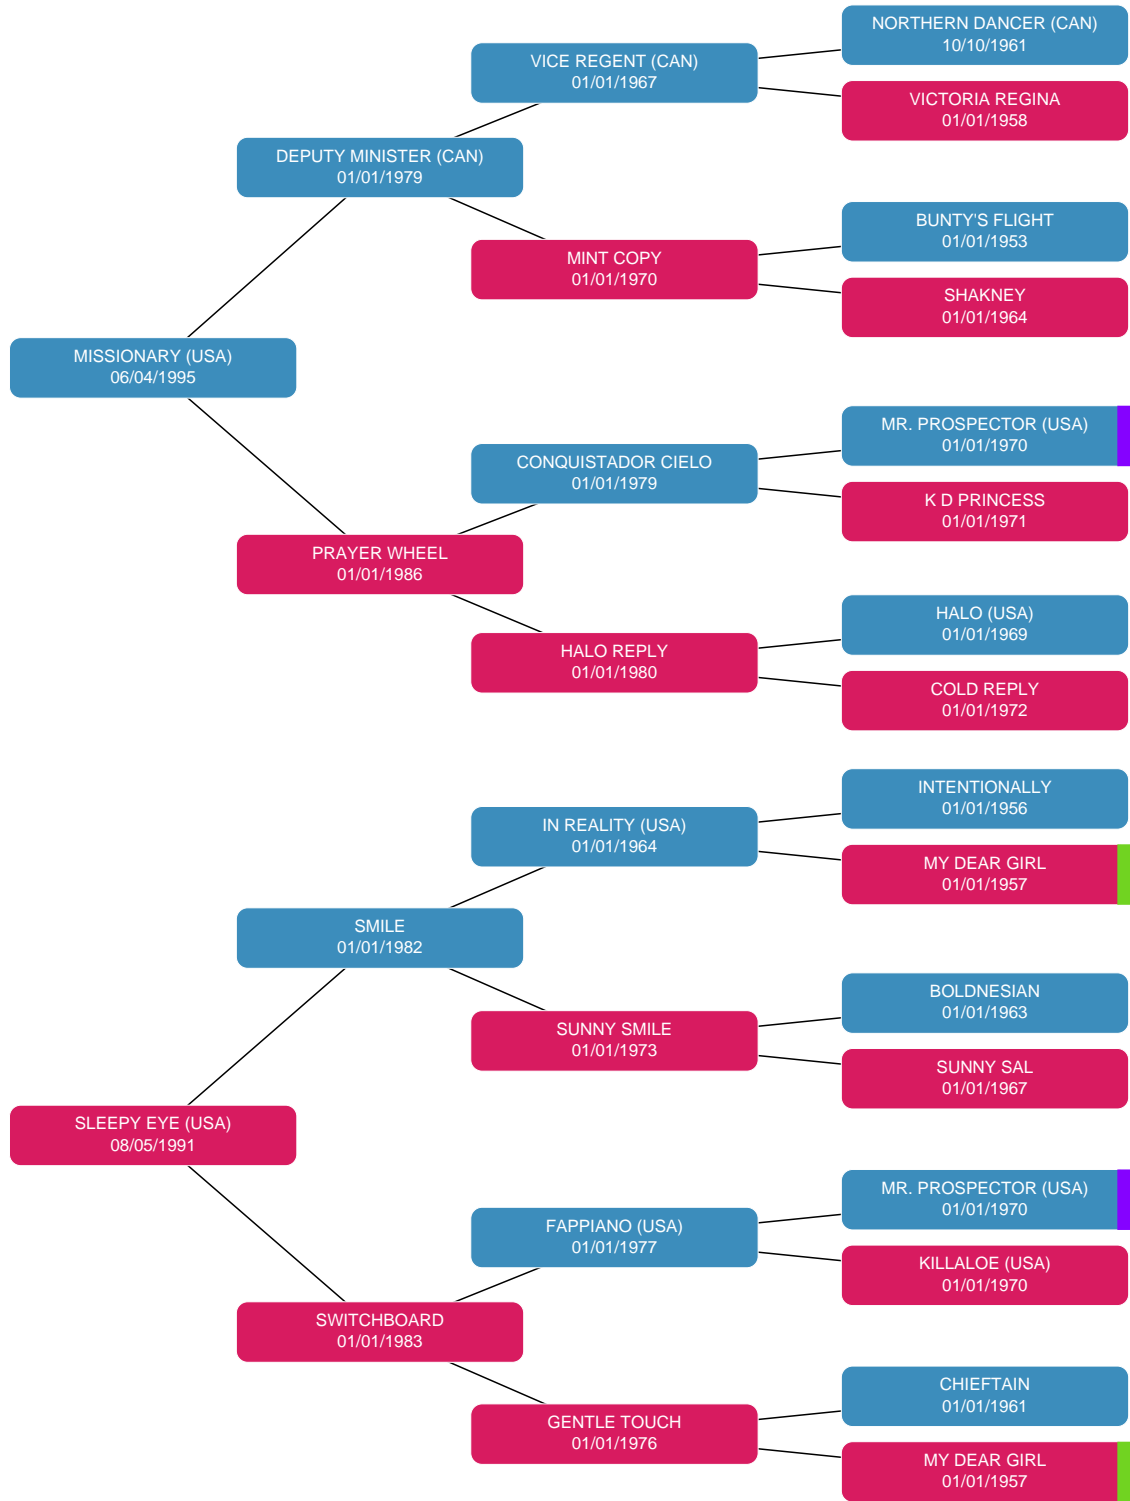 NORTHERN DANCER (CAN)
10/10/1961
VICE REGENT (CAN)
01/01/1967
VICTORIA REGINA
01/01/1958
DEPUTY MINISTER (CAN)
01/01/1979
BUNTY'S FLIGHT
01/01/1953
MINT COPY
01/01/1970
SHAKNEY
01/01/1964
MISSIONARY (USA)
06/04/1995
MR. PROSPECTOR (USA)
01/01/1970
CONQUISTADOR CIELO
01/01/1979
K D PRINCESS
01/01/1971
PRAYER WHEEL
01/01/1986
HALO (USA)
01/01/1969
HALO REPLY
01/01/1980
COLD REPLY
01/01/1972
INTENTIONALLY
01/01/1956
IN REALITY (USA)
01/01/1964
MY DEAR GIRL
01/01/1957
SMILE
01/01/1982
BOLDNESIAN
01/01/1963
SUNNY SMILE
01/01/1973
SUNNY SAL
01/01/1967
SLEEPY EYE (USA)
08/05/1991
MR. PROSPECTOR (USA)
01/01/1970
FAPPIANO (USA)
01/01/1977
KILLALOE (USA)
01/01/1970
SWITCHBOARD
01/01/1983
CHIEFTAIN
01/01/1961
GENTLE TOUCH
01/01/1976
MY DEAR GIRL
01/01/1957